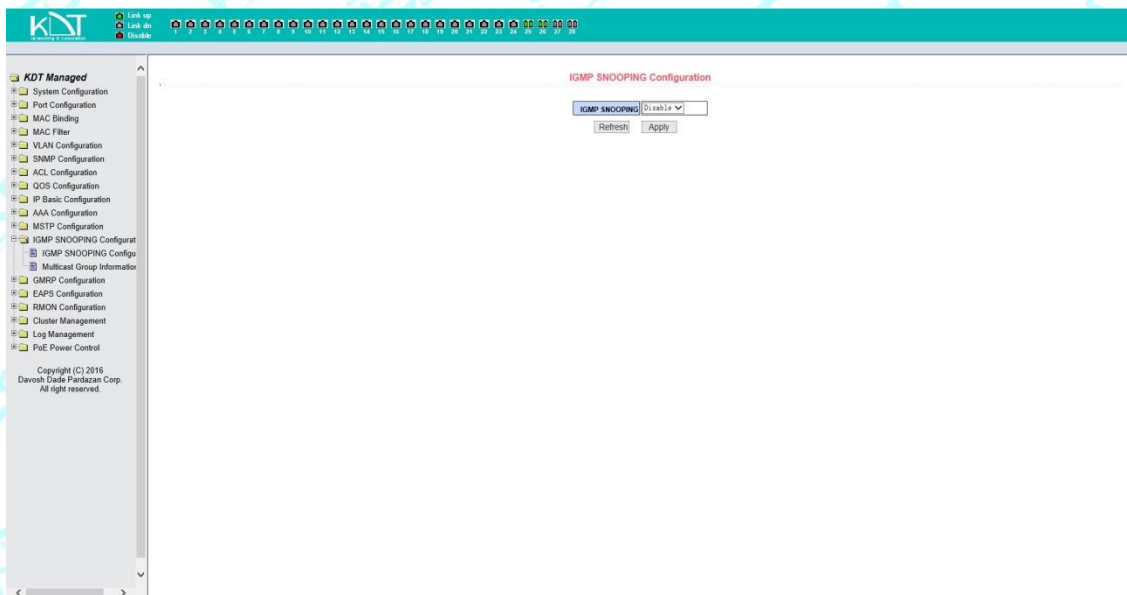 KDT
Link up
Link dn
Disable
1 2 3 4 5 6 7 8 9 10 11 12 13 14 15 16 17 18 19 20 21 22 23 24 25 26 27 28
KDT Managed
System Configuration
Port Configuration
MAC Binding
MAC Filter
VLAN Configuration
SNMP Configuration
ACL Configuration
QOS Configuration
IP Basic Configuration
AAA Configuration
MSTP Configuration
IGMP SNOOPING Configurat
IGMP SNOOPING Configu
Multicast Group Information
GMRP Configuration
EAPS Configuration
RMON Configuration
Cluster Management
Log Management
PoE Power Control
Copyright (C) 2016
Davosh Dade Pardazan Corp.
All right reserved.
IGMP SNOOPING Configuration
IGMP SNOOPING Disable
Refresh Apply